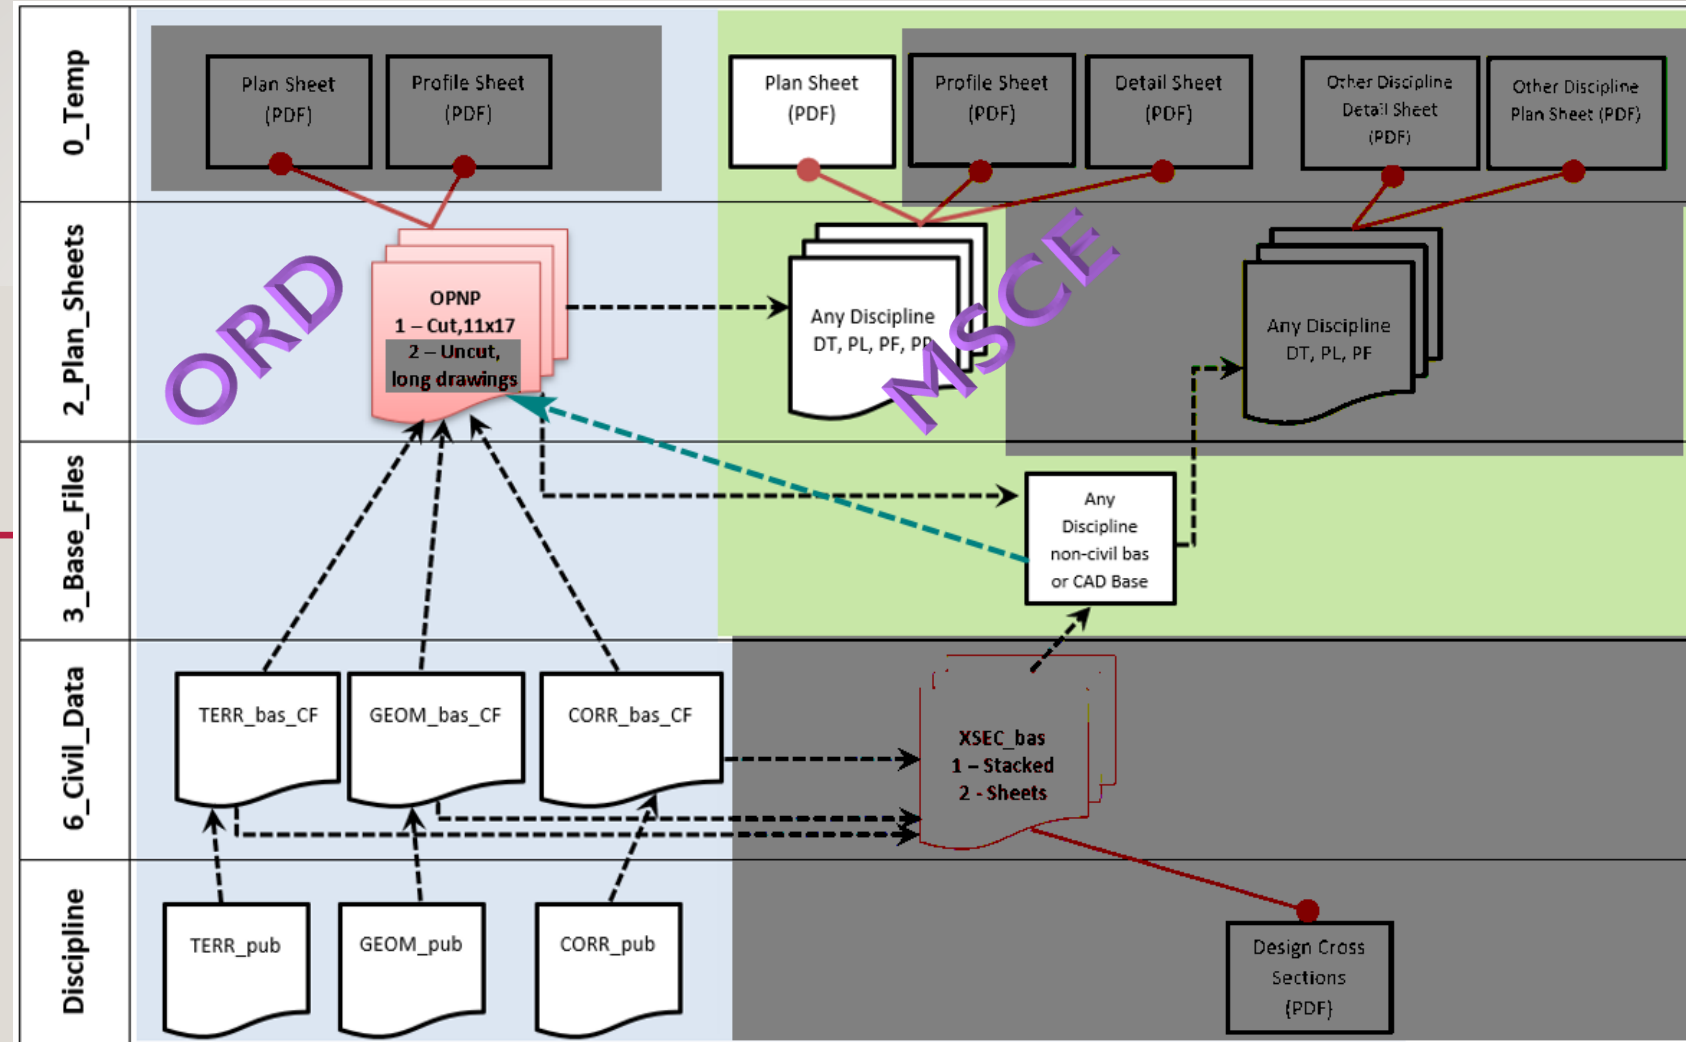 0_Temp
Plan Sheet
(PDF)
Profile Sheet
(PDF)
Plan Sheet
(PDF)
Profile Sheet
(PDF)
Detail Sheet
(PDF)
Other Discipline
Detail Sheet
(PDF)
Other Discipline
Plan Sheet (PDF)
2_Plan_Sheets
ORD
OPNP
1 – Cut,11x17
2 – Uncut,
long drawings
Any Discipline
DT, PL, PF, PP
MSCE
Any Discipline
DT, PL, PF
3_Base_Files
Any
Discipline
non-civil bas
or CAD Base
6_Civil_Data
TERR_bas_CF
GEOM_bas_CF
CORR_bas_CF
XSEC_bas
1 – Stacked
2 - Sheets
Discipline
TERR_pub
GEOM_pub
CORR_pub
Design Cross
Sections
(PDF)